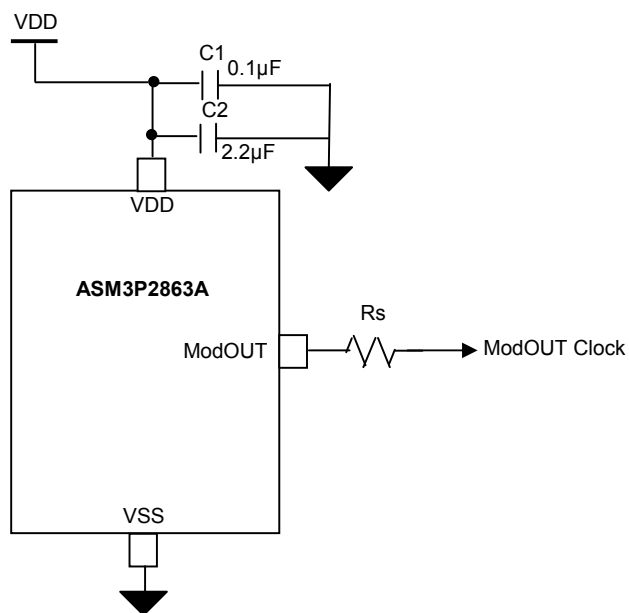 VDD
C1
0.1µF
C2
2.2µF
VDD
ASM3P2863A
Rs
ModOUT
ModOUT Clock
VSS